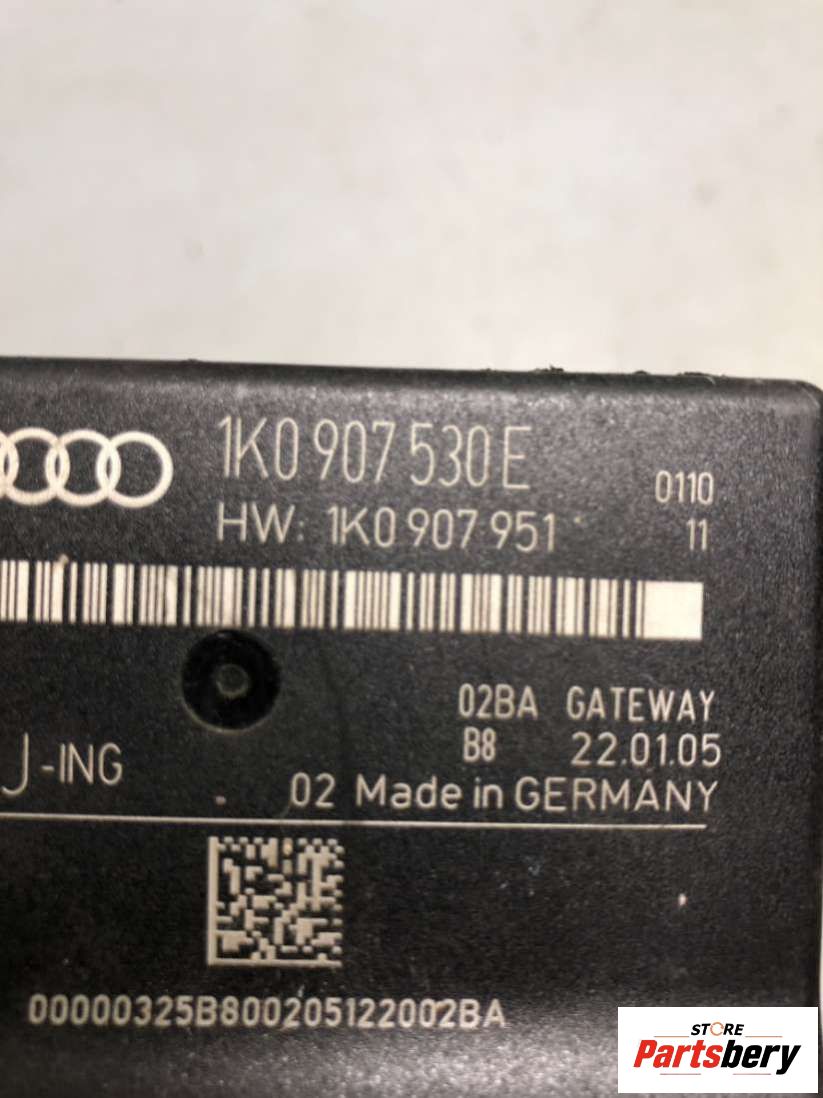 1K0 907 530 E
0110
HW: 1K0 907 951
11
02BA GATEWAY
B8 22.01.05
J-ING
02 Made in GERMANY
00000325B800205122002BA
STORE
Partsbery